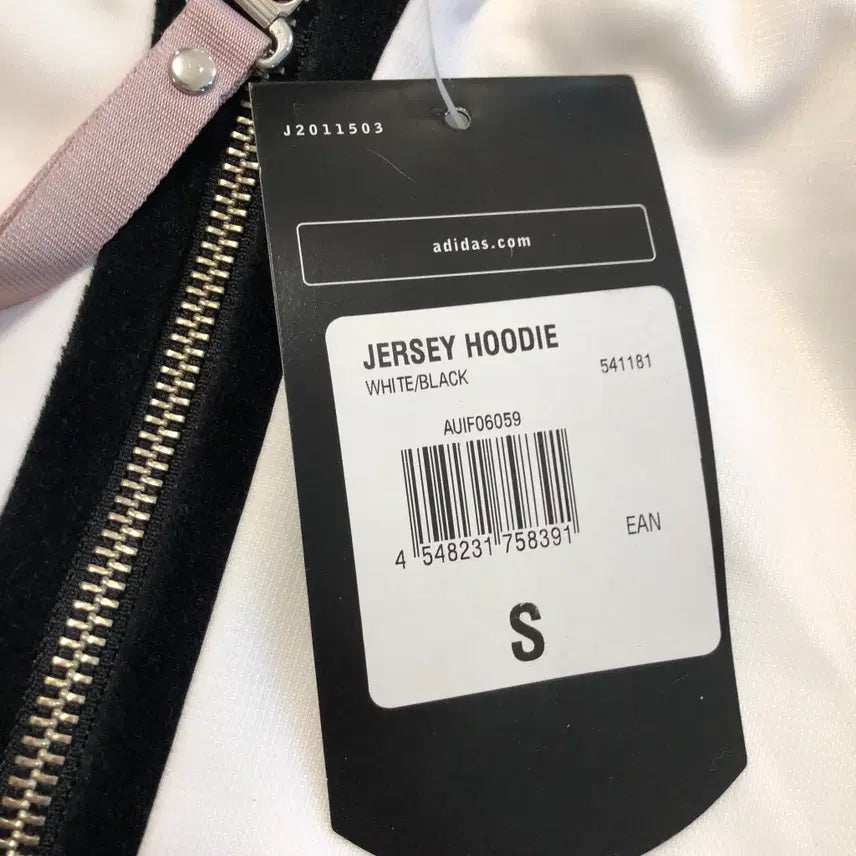 J2011503
adidas.com
JERSEY HOODIE
WHITE/BLACK
541181
AUIF06059
4 548231 758391
EAN
S